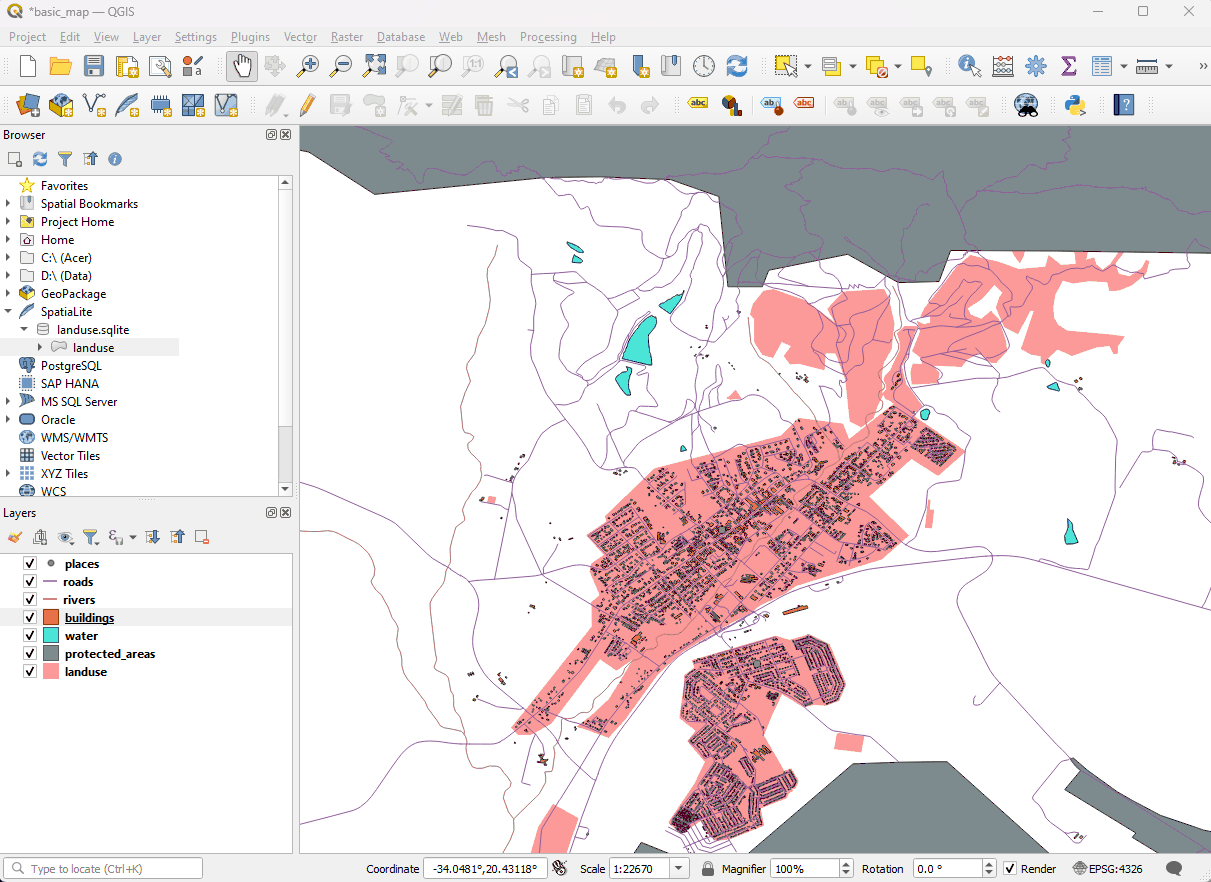 *basic_map — QGIS
Project Edit View Layer Settings Plugins Vector Raster Database Web Mesh Processing Help
Browser
Favorites
Spatial Bookmarks
Project Home
Home
C:\ (Acer)
D:\ (Data)
GeoPackage
SpatiaLite
landuse.sqlite
landuse
PostgreSQL
SAP HANA
MS SQL Server
Oracle
WMS/WMTS
Vector Tiles
XYZ Tiles
WCS
Layers
places
roads
rivers
buildings
water
protected_areas
landuse
Type to locate (Ctrl+K) Coordinate -34.0481°,20.43118° Scale 1:22670 Magnifier 100% Rotation 0.0 ° Render EPSG:4326